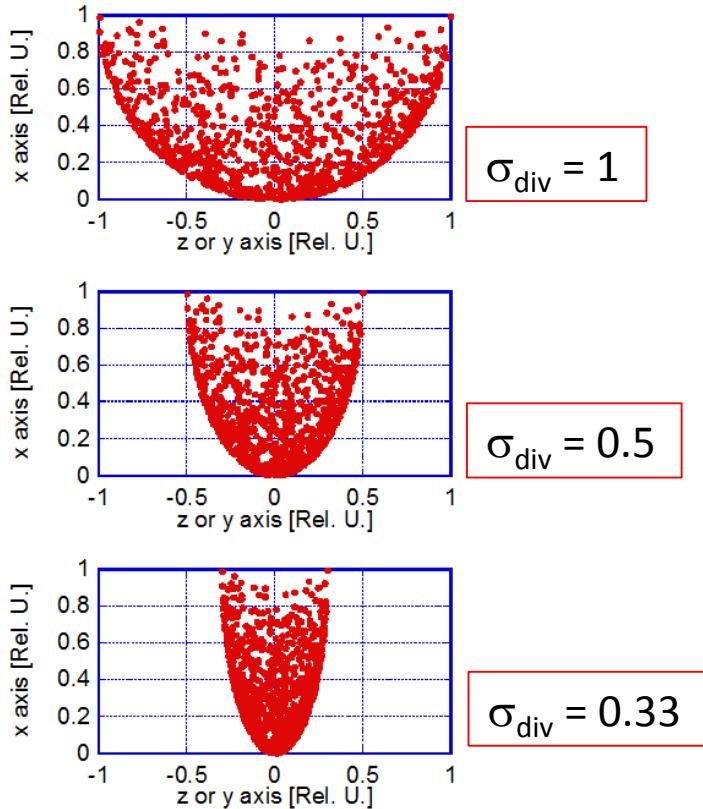 1
0.8
0.6
0.4
0.2
0
x axis [Rel. U.]
-1 -0.5 0 0.5 1
z or y axis [Rel. U.]
σdiv = 1
1
0.8
0.6
0.4
0.2
0
x axis [Rel. U.]
-1 -0.5 0 0.5 1
z or y axis [Rel. U.]
σdiv = 0.5
1
0.8
0.6
0.4
0.2
0
x axis [Rel. U.]
-1 -0.5 0 0.5 1
z or y axis [Rel. U.]
σdiv = 0.33